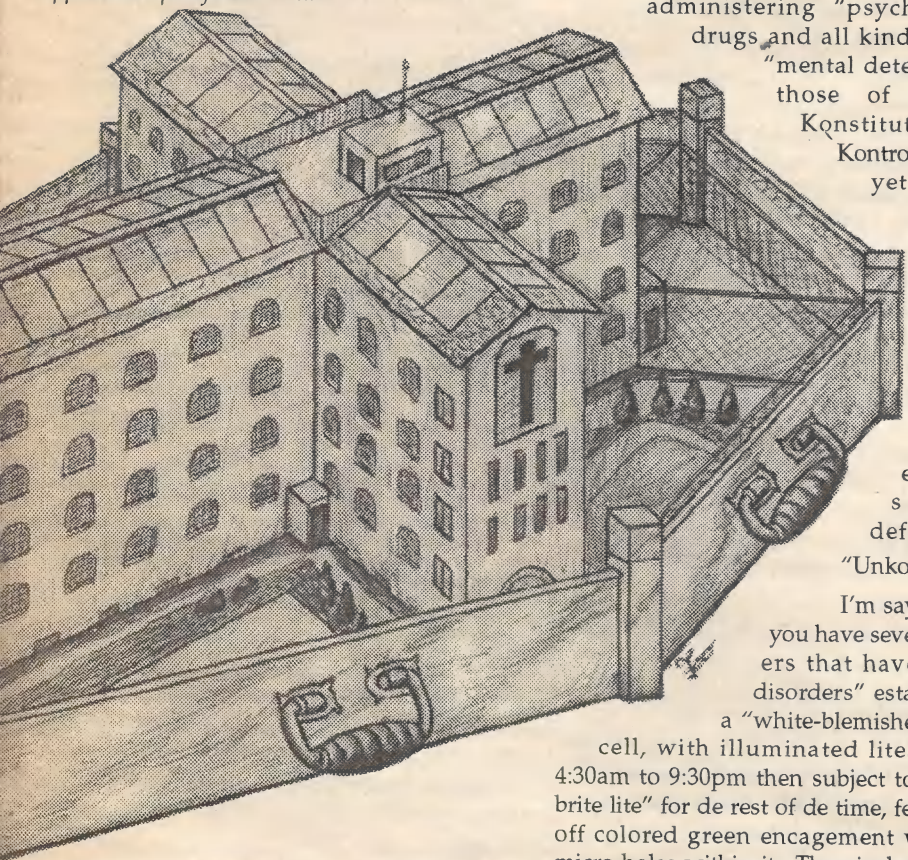 administering "psych
drugs and all kind
"mental dete
those of
Konstitut
Kontro
yet
e
s
def
"Unko
I'm say
you have seve
ers that have
disorders" esta
a "white-blemishe
cell, with illuminated lite
4:30am to 9:30pm then subject to
brite lite" for de rest of de time, fe
off colored green encagement